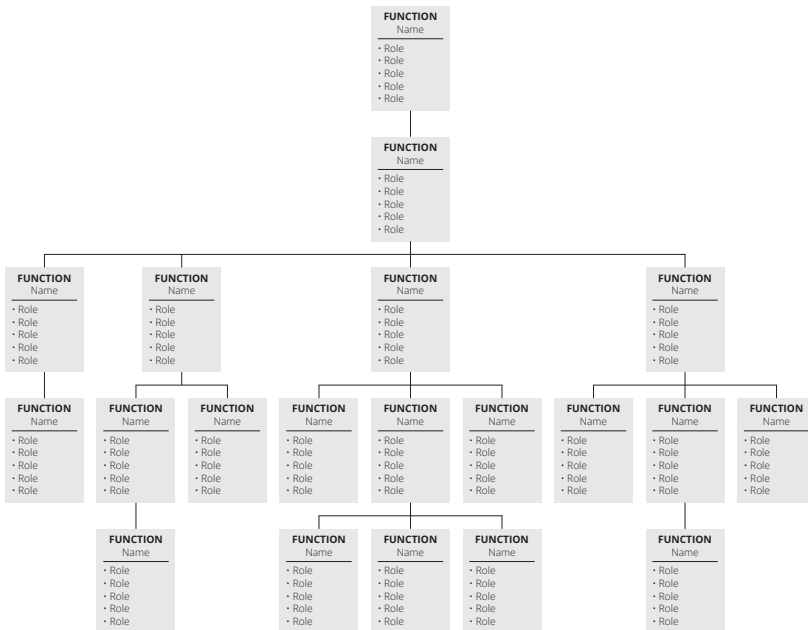 FUNCTION
Name
• Role
• Role
• Role
• Role
• Role
FUNCTION
Name
• Role
• Role
• Role
• Role
• Role
FUNCTION
Name
• Role
• Role
• Role
• Role
• Role
FUNCTION
Name
• Role
• Role
• Role
• Role
• Role
FUNCTION
Name
• Role
• Role
• Role
• Role
• Role
FUNCTION
Name
• Role
• Role
• Role
• Role
• Role
FUNCTION
Name
• Role
• Role
• Role
• Role
• Role
FUNCTION
Name
• Role
• Role
• Role
• Role
• Role
FUNCTION
Name
• Role
• Role
• Role
• Role
• Role
FUNCTION
Name
• Role
• Role
• Role
• Role
• Role
FUNCTION
Name
• Role
• Role
• Role
• Role
• Role
FUNCTION
Name
• Role
• Role
• Role
• Role
• Role
FUNCTION
Name
• Role
• Role
• Role
• Role
• Role
FUNCTION
Name
• Role
• Role
• Role
• Role
• Role
FUNCTION
Name
• Role
• Role
• Role
• Role
• Role
FUNCTION
Name
• Role
• Role
• Role
• Role
• Role
FUNCTION
Name
• Role
• Role
• Role
• Role
• Role
FUNCTION
Name
• Role
• Role
• Role
• Role
• Role
FUNCTION
Name
• Role
• Role
• Role
• Role
• Role
FUNCTION
Name
• Role
• Role
• Role
• Role
• Role